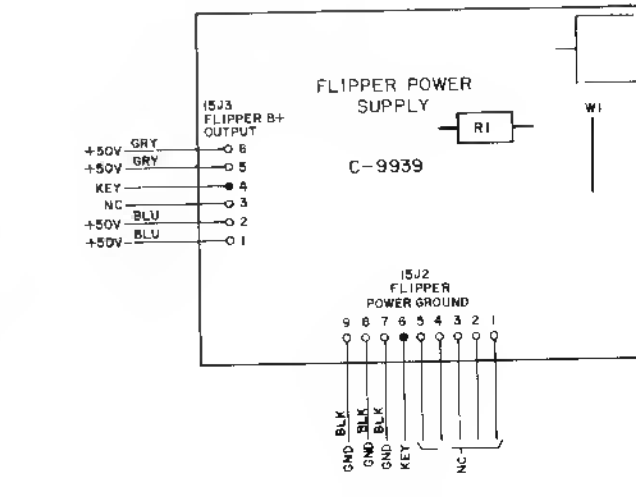 FLIPPER POWER
SUPPLY
W1
R1
C-9939
15J3
FLIPPER B+
OUTPUT
+50V GRY 6
+50V GRY 5
KEY 4
NC 3
+50V BLU 2
+50V BLU 1
15J2
FLIPPER
POWER GROUND
9 8 7 6 5 4 3 2 1
BLK BLK BLK
GND GND GND KEY NC